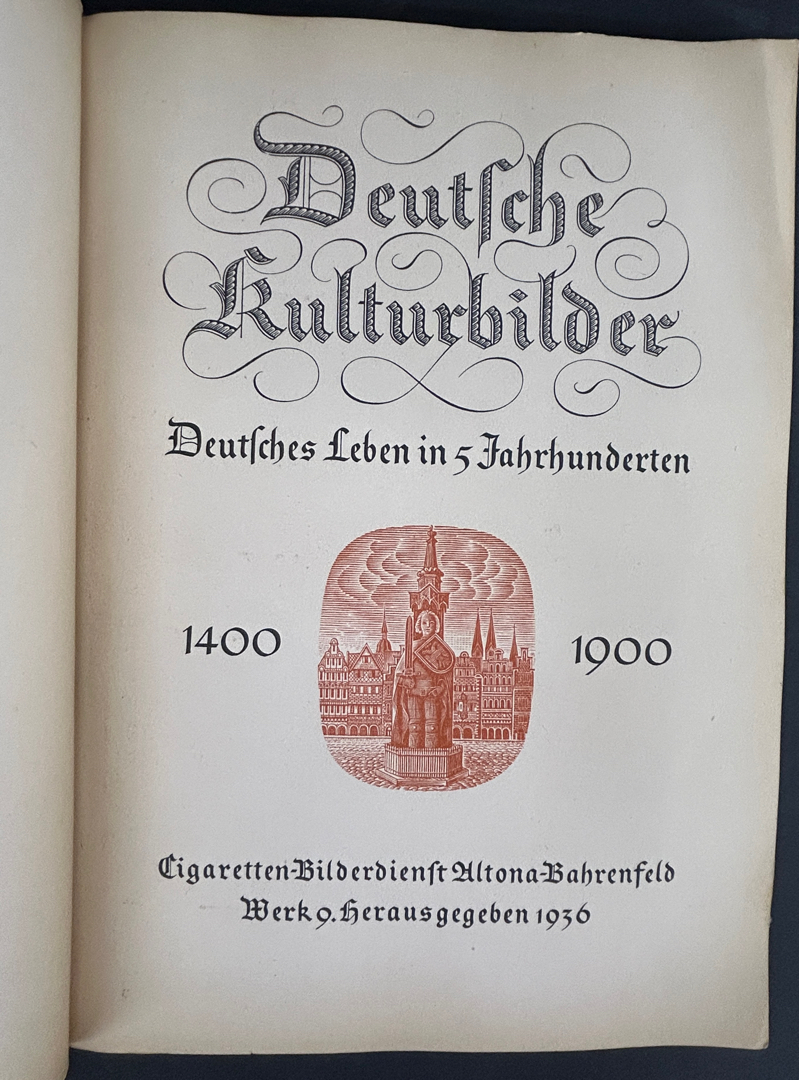 Deutſche
Kulturbilder
Deutſches Leben in 5 Jahrhunderten
1400 1900
Cigaretten-Bilderdienſt Altona-Bahrenfeld
Werk 9. Herausgegeben 1936